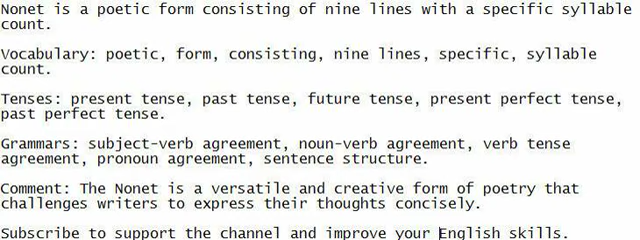 Nonet is a poetic form consisting of nine lines with a specific syllable
count.
Vocabulary: poetic, form, consisting, nine lines, specific, syllable
count.
Tenses: present tense, past tense, future tense, present perfect tense,
past perfect tense.
Grammars: subject-verb agreement, noun-verb agreement, verb tense
agreement, pronoun agreement, sentence structure.
Comment: The Nonet is a versatile and creative form of poetry that
challenges writers to express their thoughts concisely.
Subscribe to support the channel and improve your English skills.